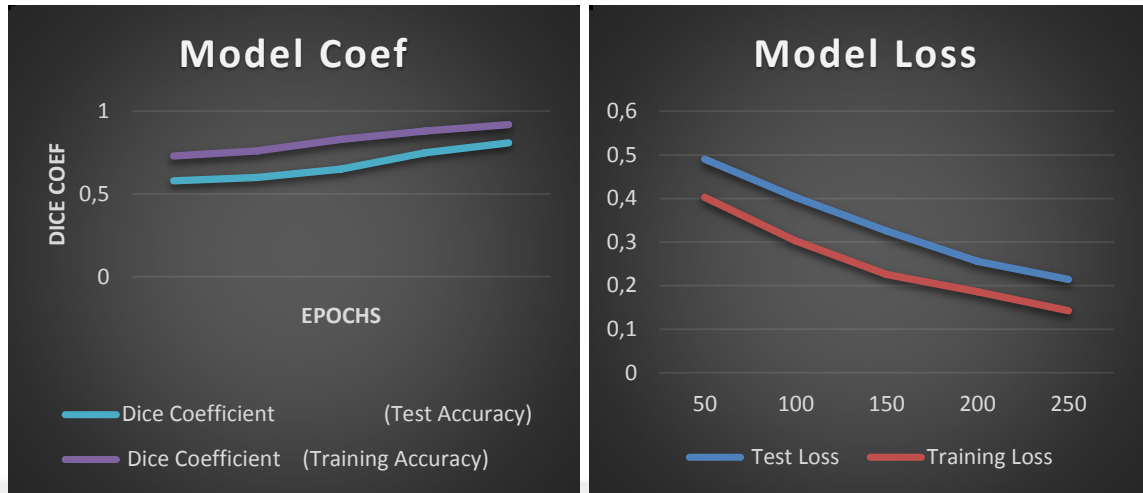 Model Coef
1
0,5
0
DICE COEF
EPOCHS
Dice Coefficient (Test Accuracy)
Dice Coefficient (Training Accuracy)
Model Loss
0,6
0,5
0,4
0,3
0,2
0,1
0
50 100 150 200 250
Test Loss Training Loss